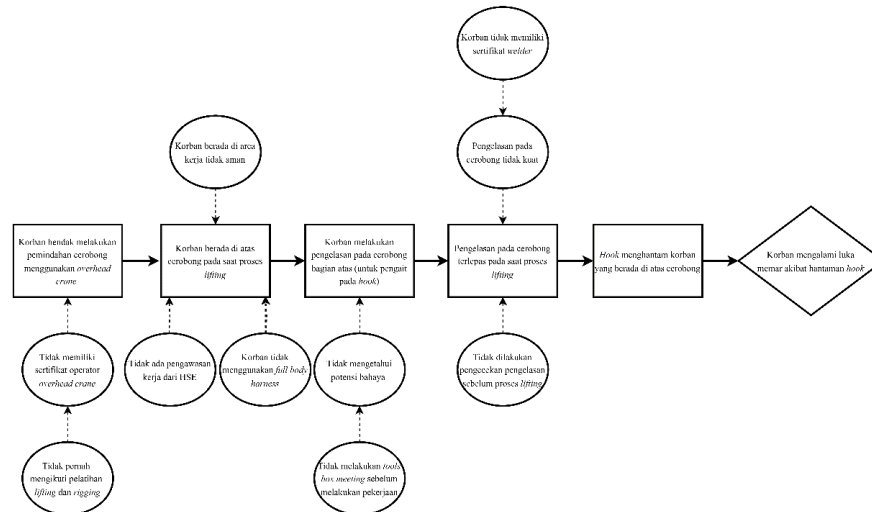 Korban tidak memiliki
sertifikat welder
Korban berada di area
kerja tidak aman
Pengelasan pada
cerobong tidak kuat
Korban hendak melakukan
pemindahan cerobong
menggunakan overhead
crane
Korban berada di atas
cerobong pada saat proses
lifting
Korban melakukan
pengelasan pada cerobong
bagian atas (untuk pengait
pada hook)
Pengelasan pada cerobong
terlepas pada saat proses
lifting
Hook menghantam korban
yang berada di atas cerobong
Korban mengalami luka
memar akibat hantaman hook
Tidak memiliki
sertifikat operator
overhead crane
Tidak ada pengawasan
kerja dari HSE
Korban tidak
menggunakan full body
harness
Tidak mengetahui
potensi bahaya
Tidak dilakukan
pengecekan pengelasan
sebelum proses lifting
Tidak pernah
mengikuti pelatihan
lifting dan rigging
Tidak melakukan tools
box meeting sebelum
melakukan pekerjaan